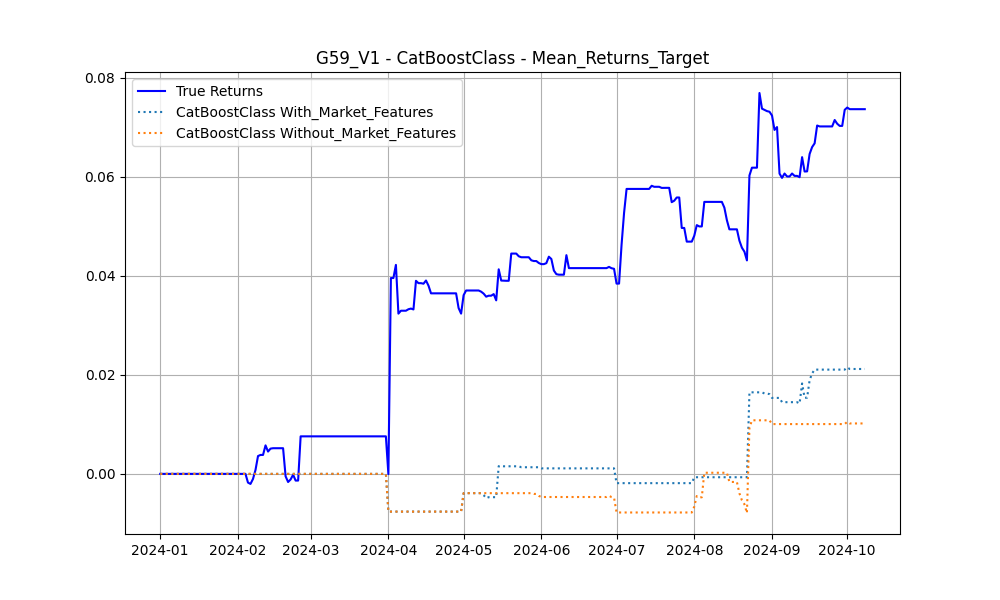 G59_V1 - CatBoostClass - Mean_Returns_Target
True Returns
CatBoostClass With_Market_Features
CatBoostClass Without_Market_Features
0.08
0.06
0.04
0.02
0.00
2024-01 2024-02 2024-03 2024-04 2024-05 2024-06 2024-07 2024-08 2024-09 2024-10